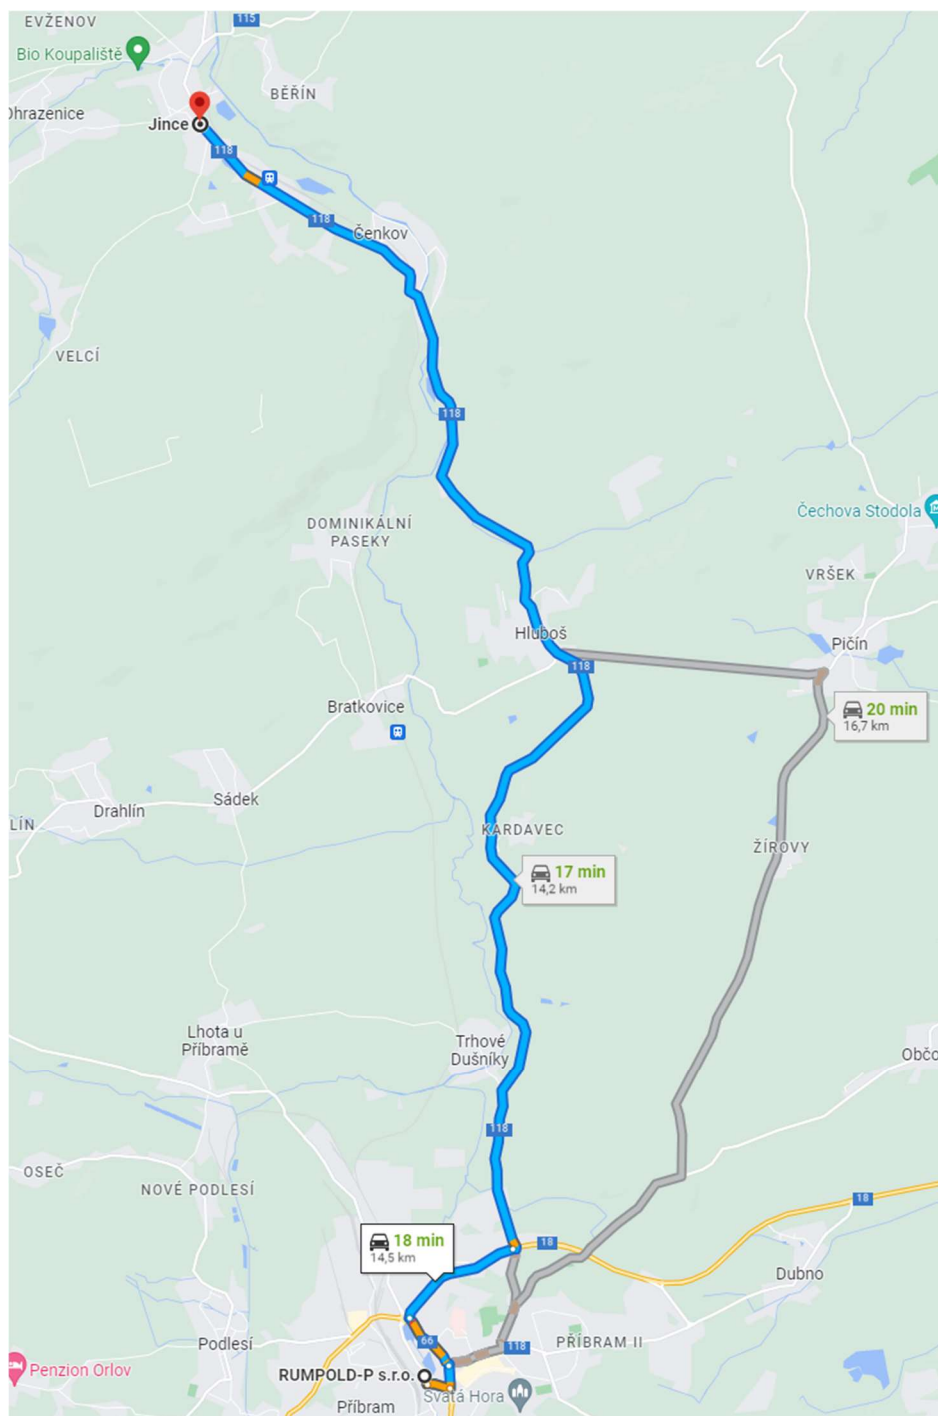 EVŽENOV
115
Bio Koupaliště
BĚŘÍN
Ohrazenice
Jince
118
118
Čenkov
VELCÍ
118
Čechova Stodola
DOMINIKÁLNÍ
PASEKY
VRŠEK
Hluboš
Pičín
118
Bratkovice
20 min
16,7 km
Sádek
Drahlín
LÍN
KARDAVEC
ŽÍROVY
17 min
14,2 km
Lhota u
Příbramě
Trhové
Dušníky
Občo
118
OSEČ
NOVÉ PODLESÍ
18
18 min
14,5 km
18
Dubno
Podlesí
66
118
PŘÍBRAM II
Penzion Orlov
RUMPOLD-P s.r.o.
Svatá Hora
Příbram